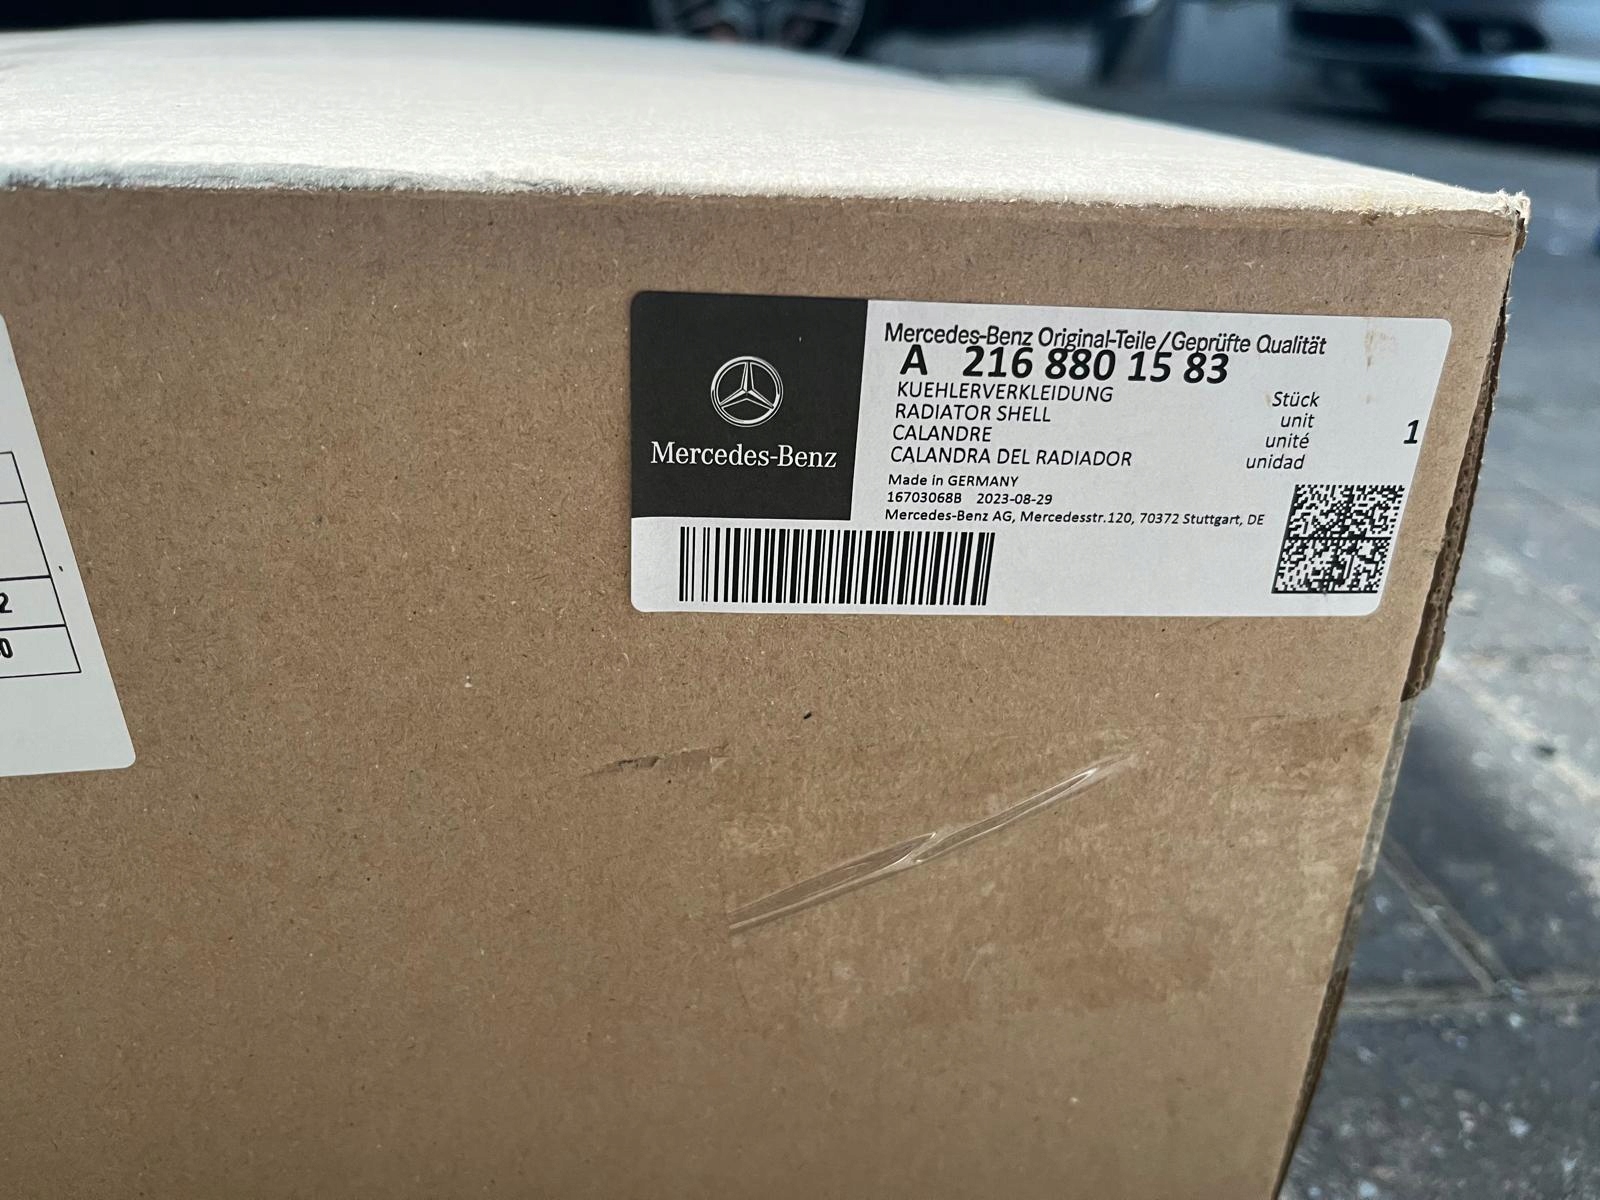 Mercedes-Benz Original-Teile/Geprüfte Qualität
A 216 880 15 83
KUEHLERVERKLEIDUNG
RADIATOR SHELL
CALANDRE
CALANDRA DEL RADIADOR
Stück
unit
unité
unidad
1
Made in GERMANY
16703068B 2023-08-29
Mercedes-Benz AG, Mercedesstr.120, 70372 Stuttgart, DE
Mercedes-Benz
2
0